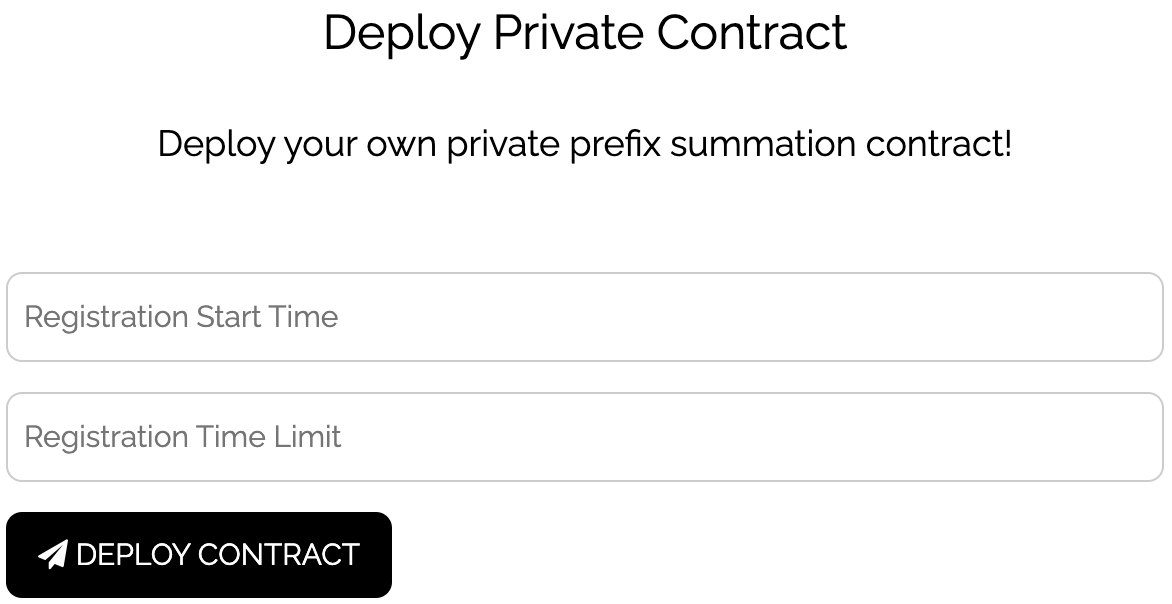 Deploy Private Contract
Deploy your own private prefix summation contract!
Registration Start Time
Registration Time Limit
DEPLOY CONTRACT